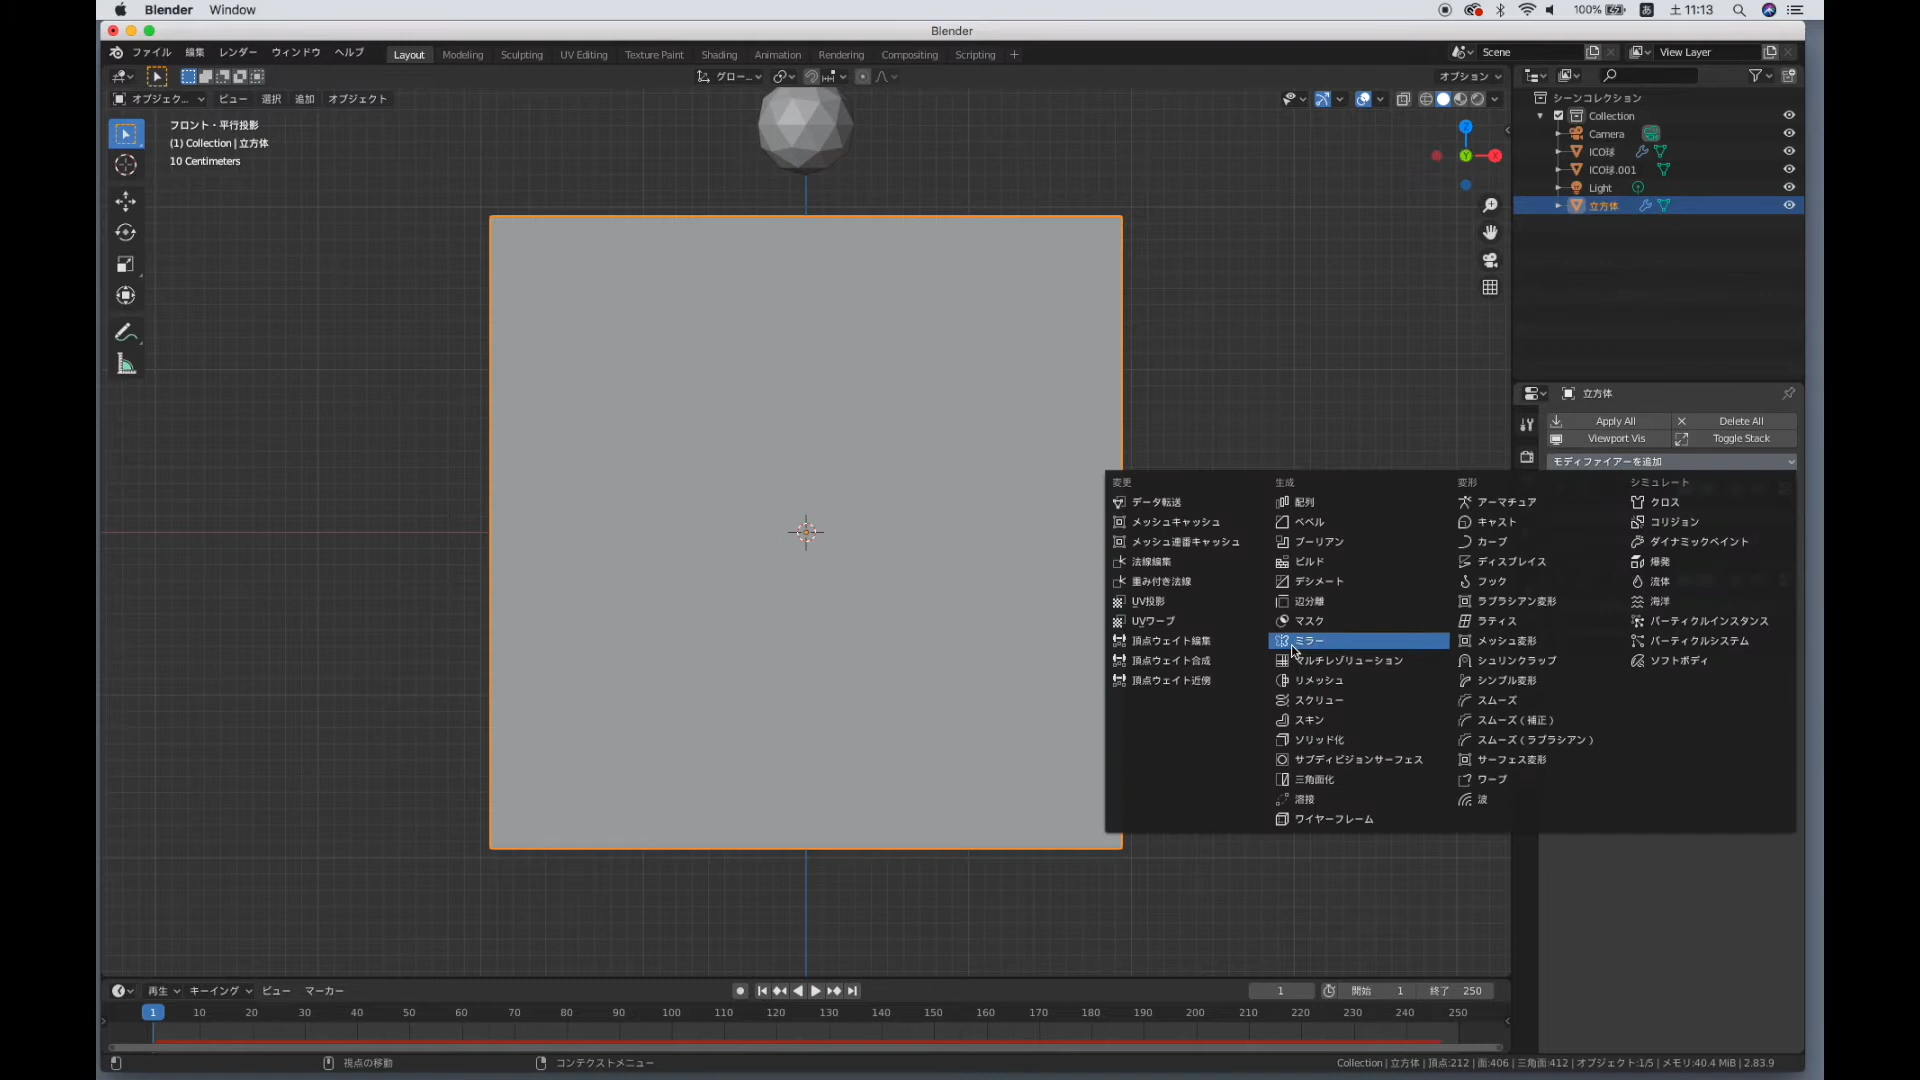 Blender Window 100% あ 土 11:13
Blender
ファイル 編集 レンダー ウィンドウ ヘルプ Layout Modeling Sculpting UV Editing Texture Paint Shading Animation Rendering Compositing Scripting + Scene View Layer
グロー... オプション
オブジェク... ビュー 選択 追加 オブジェクト
フロント・平行投影
(1) Collection | 立方体
10 Centimeters
Z
Y
X
シーンコレクション
Collection
Camera
ICO球
ICO球.001
Light
立方体
立方体
Apply All Delete All
Viewport Vis Toggle Stack
モディファイアーを追加
変更
データ転送
メッシュキャッシュ
メッシュ連番キャッシュ
法線編集
重み付き法線
UV投影
UVワープ
頂点ウェイト編集
頂点ウェイト合成
頂点ウェイト近傍
生成
配列
ベベル
ブーリアン
ビルド
デシメート
辺分離
マスク
ミラー
マルチレゾリューション
リメッシュ
スクリュー
スキン
ソリッド化
サブディビジョンサーフェス
三角面化
溶接
ワイヤーフレーム
変形
アーマチュア
キャスト
カーブ
ディスプレイス
フック
ラプラシアン変形
ラティス
メッシュ変形
シュリンクラップ
シンプル変形
スムーズ
スムーズ ( 補正 )
スムーズ ( ラプラシアン )
サーフェス変形
ワープ
波
シミュレート
クロス
コリジョン
ダイナミックペイント
爆発
流体
海洋
パーティクルインスタンス
パーティクルシステム
ソフトボディ
再生 キーイング ビュー マーカー 1 開始 1 終了 250
1 10 20 30 40 50 60 70 80 90 100 110 120 130 140 150 160 170 180 190 200 210 220 230 240 250
視点の移動 コンテクストメニュー Collection | 立方体 | 頂点:212 | 面:406 | 三角面:412 | オブジェクト:1/5 | メモリ:40.4 MiB | 2.83.9